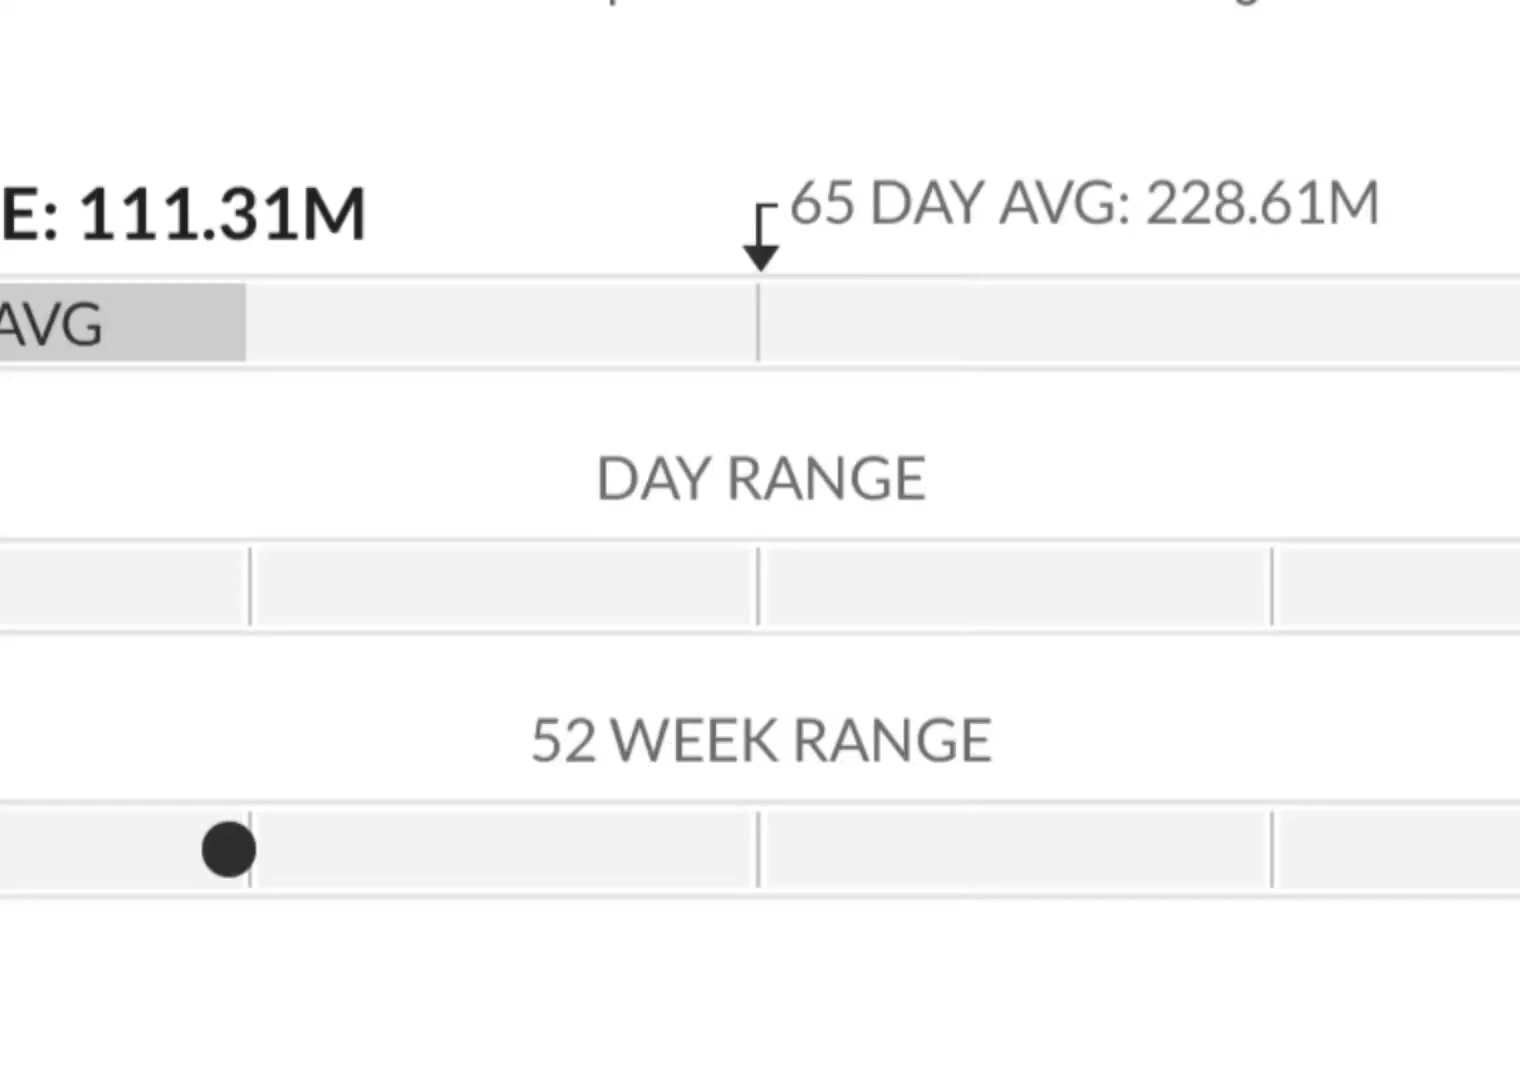 E: 111.31M
65 DAY AVG: 228.61M
AVG
DAY RANGE
52 WEEK RANGE